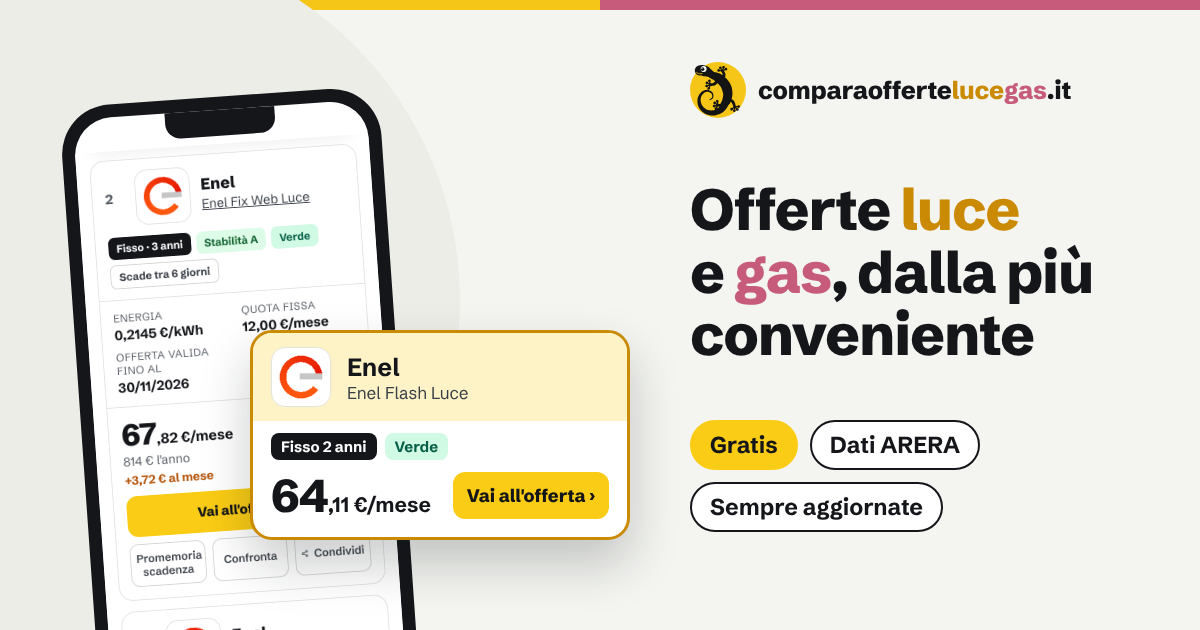 comparaoffertelucegas.it
Offerte luce
e gas, dalla più
conveniente
Gratis
Dati ARERA
Sempre aggiornate
2
Enel
Enel Fix Web Luce
Fisso · 3 anni
Stabilità A
Verde
Scade tra 6 giorni
ENERGIA
0,2145 €/kWh
QUOTA FISSA
12,00 €/mese
OFFERTA VALIDA
FINO AL
30/11/2026
67,82 €/mese
814 € l'anno
+3,72 € al mese
Vai all'of
Promemoria
scadenza
Confronta
Condividi
Enel
Enel Flash Luce
Fisso 2 anni
Verde
64,11 €/mese
Vai all'offerta ›